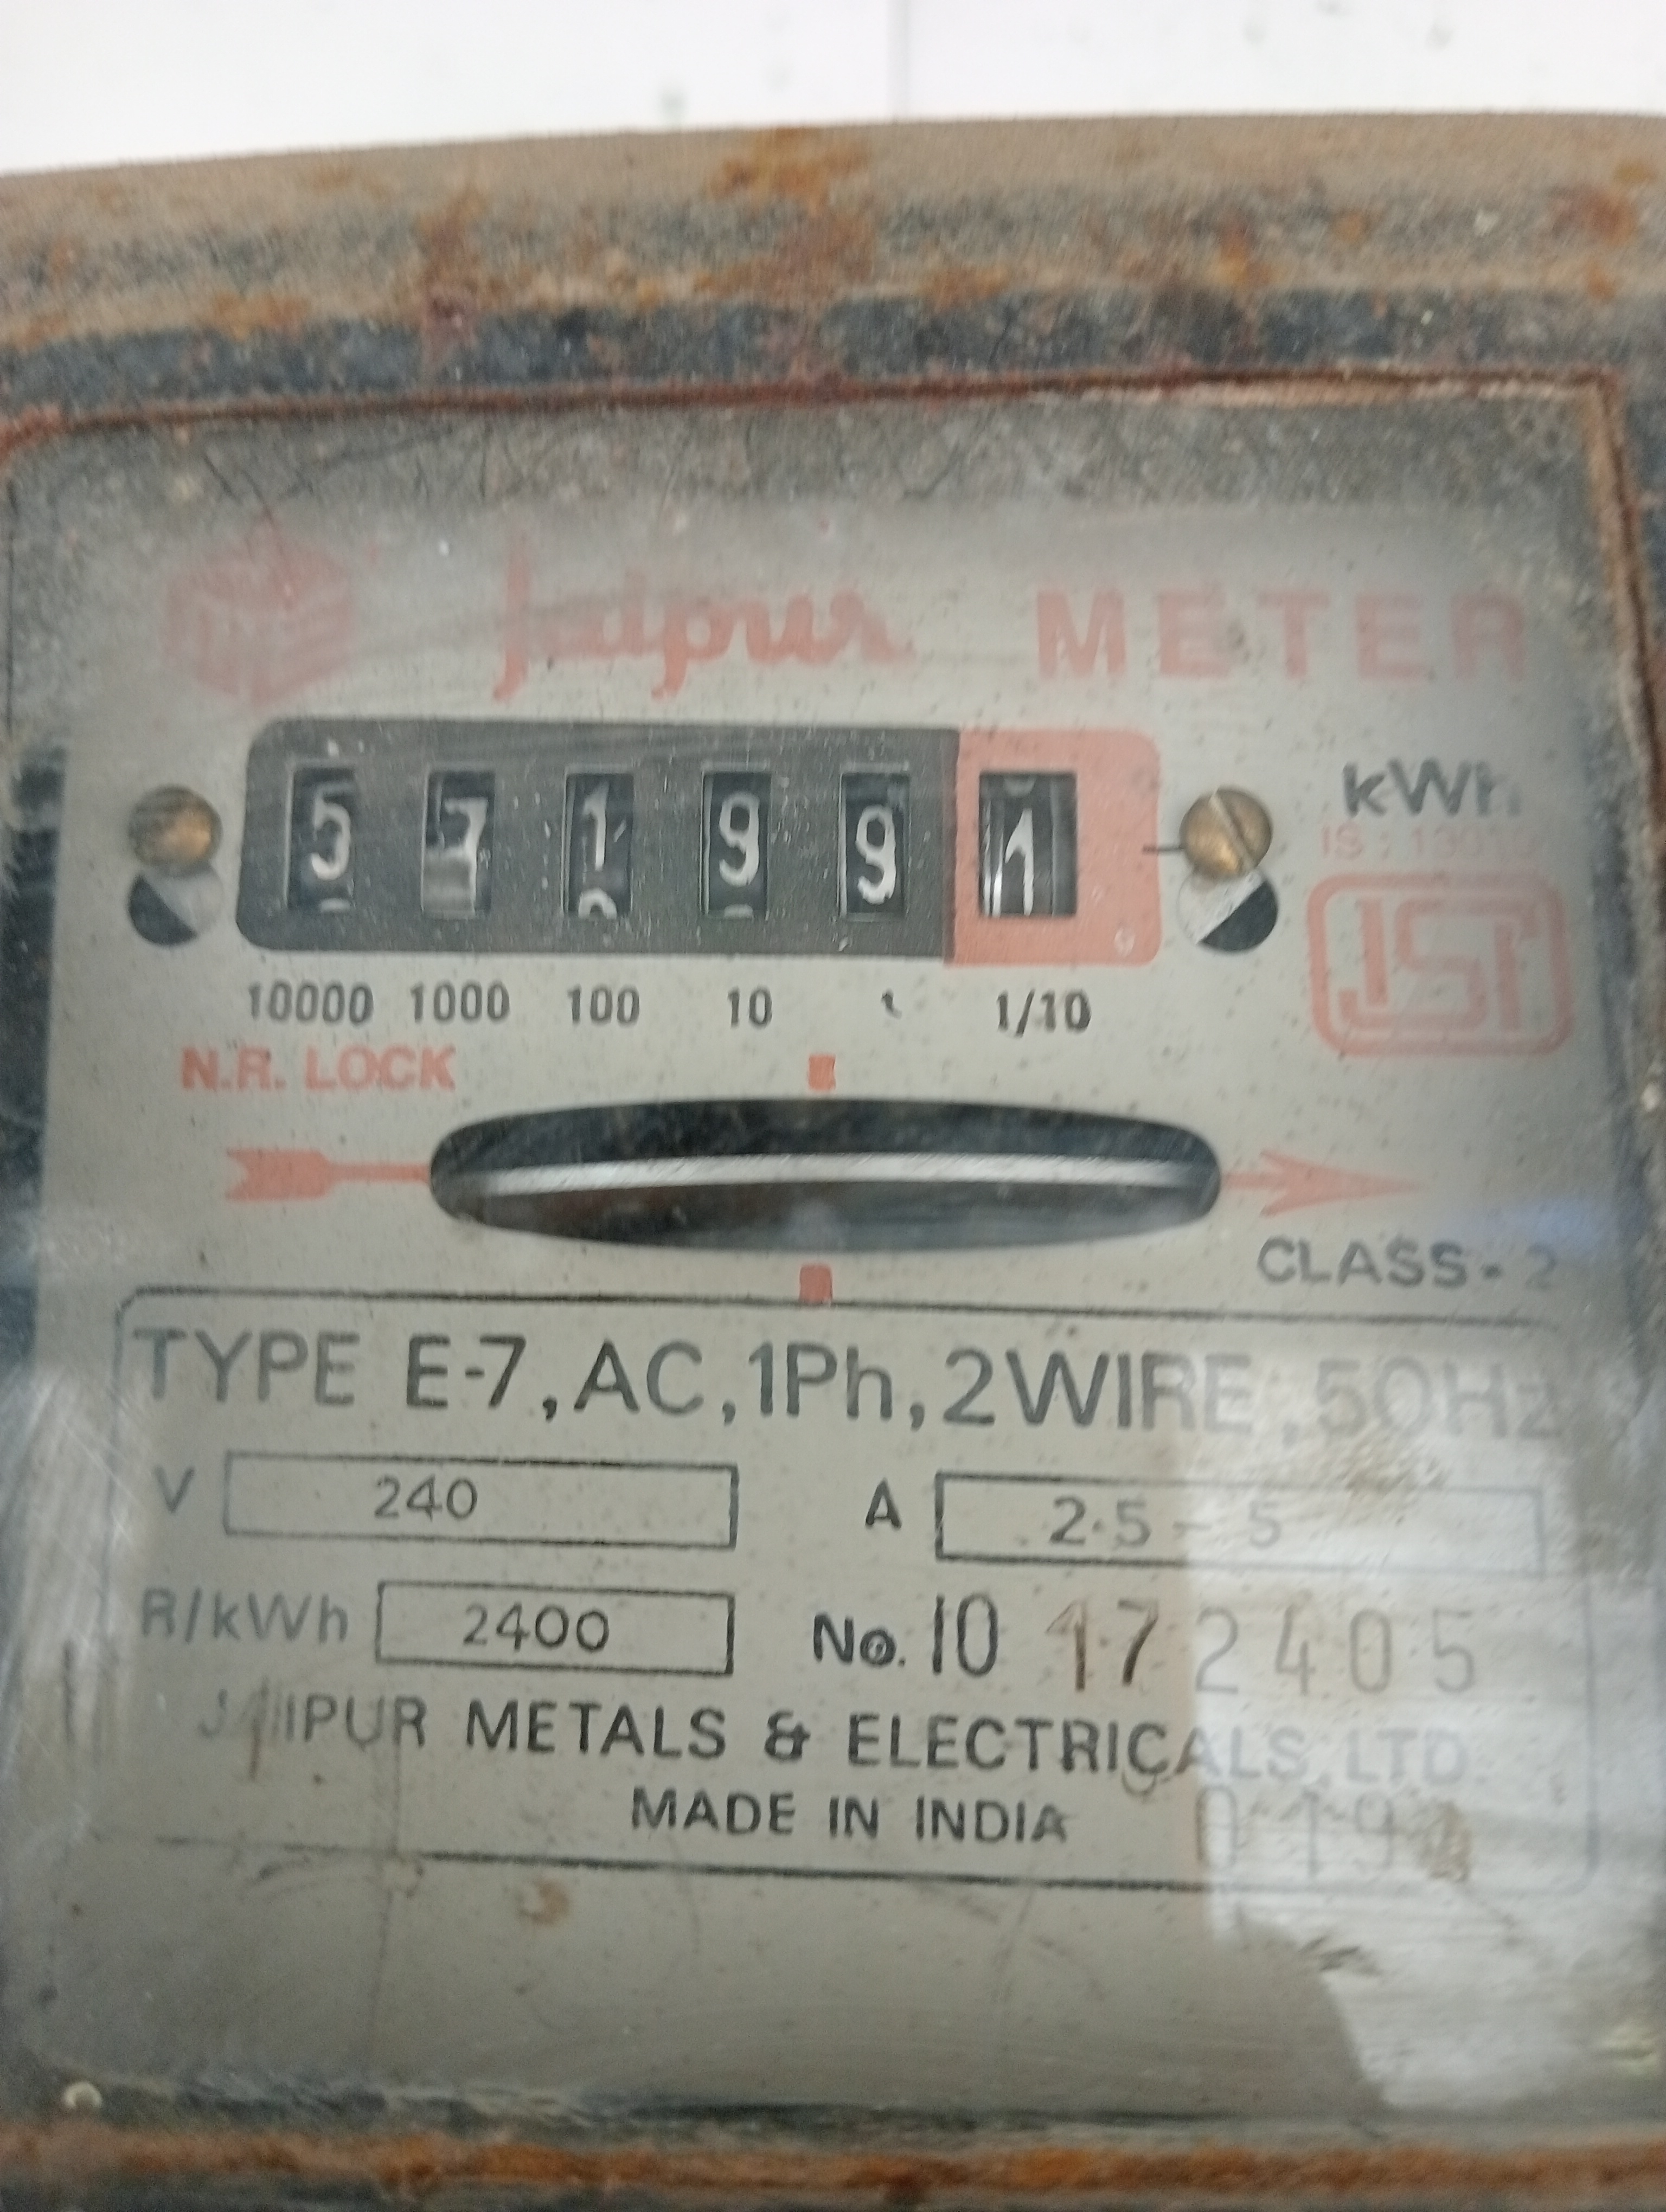 Jaipur METER
5 7 1 9 9 1
kWh
10000 1000 100 10 1 1/10
ISI
N.R. LOCK
CLASS-2
TYPE E-7, AC, 1Ph, 2WIRE, 50Hz
V 240 A 2.5-5
R/kWh 2400 No. 10 172405
JAIPUR METALS & ELECTRICALS LTD.
MADE IN INDIA